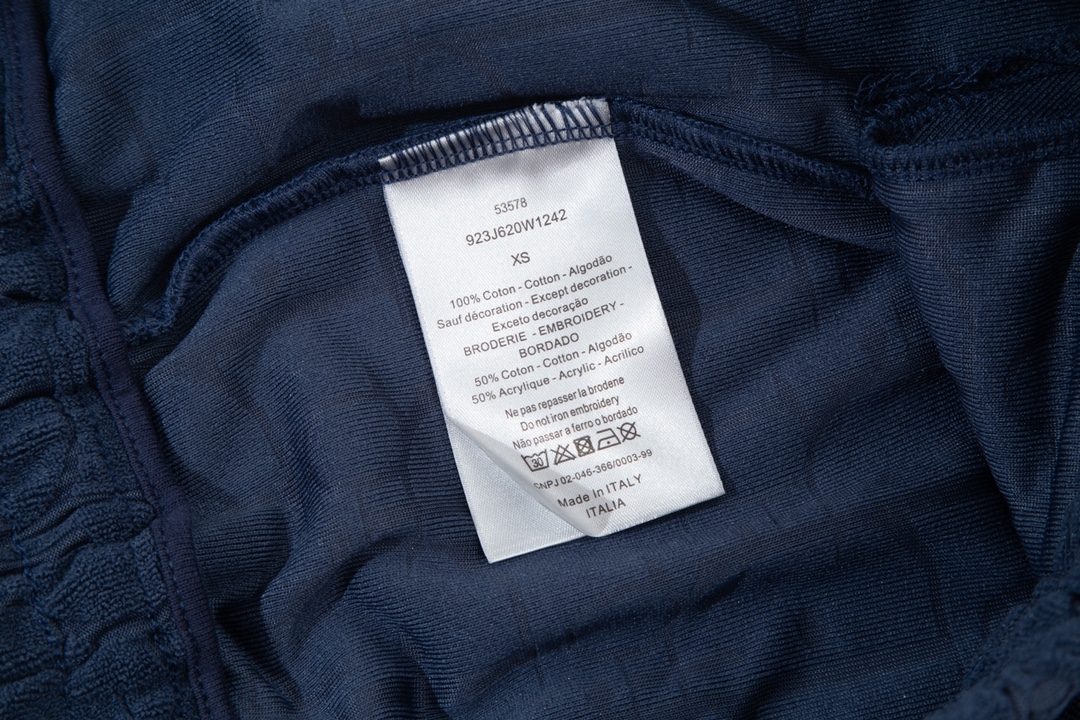 53578
923J620W1242
XS
100% Coton - Cotton - Algodão
Sauf décoration - Except decoration -
Exceto decoração
BRODERIE - EMBROIDERY -
BORDADO
50% Coton - Cotton - Algodão
50% Acrylique - Acrylic - Acrilico
Ne pas repasser la brodene
Do not iron embroidery
Não passar a ferro o bordado
30
CNPJ 02-046-366/0003-99
Made In ITALY
ITALIA